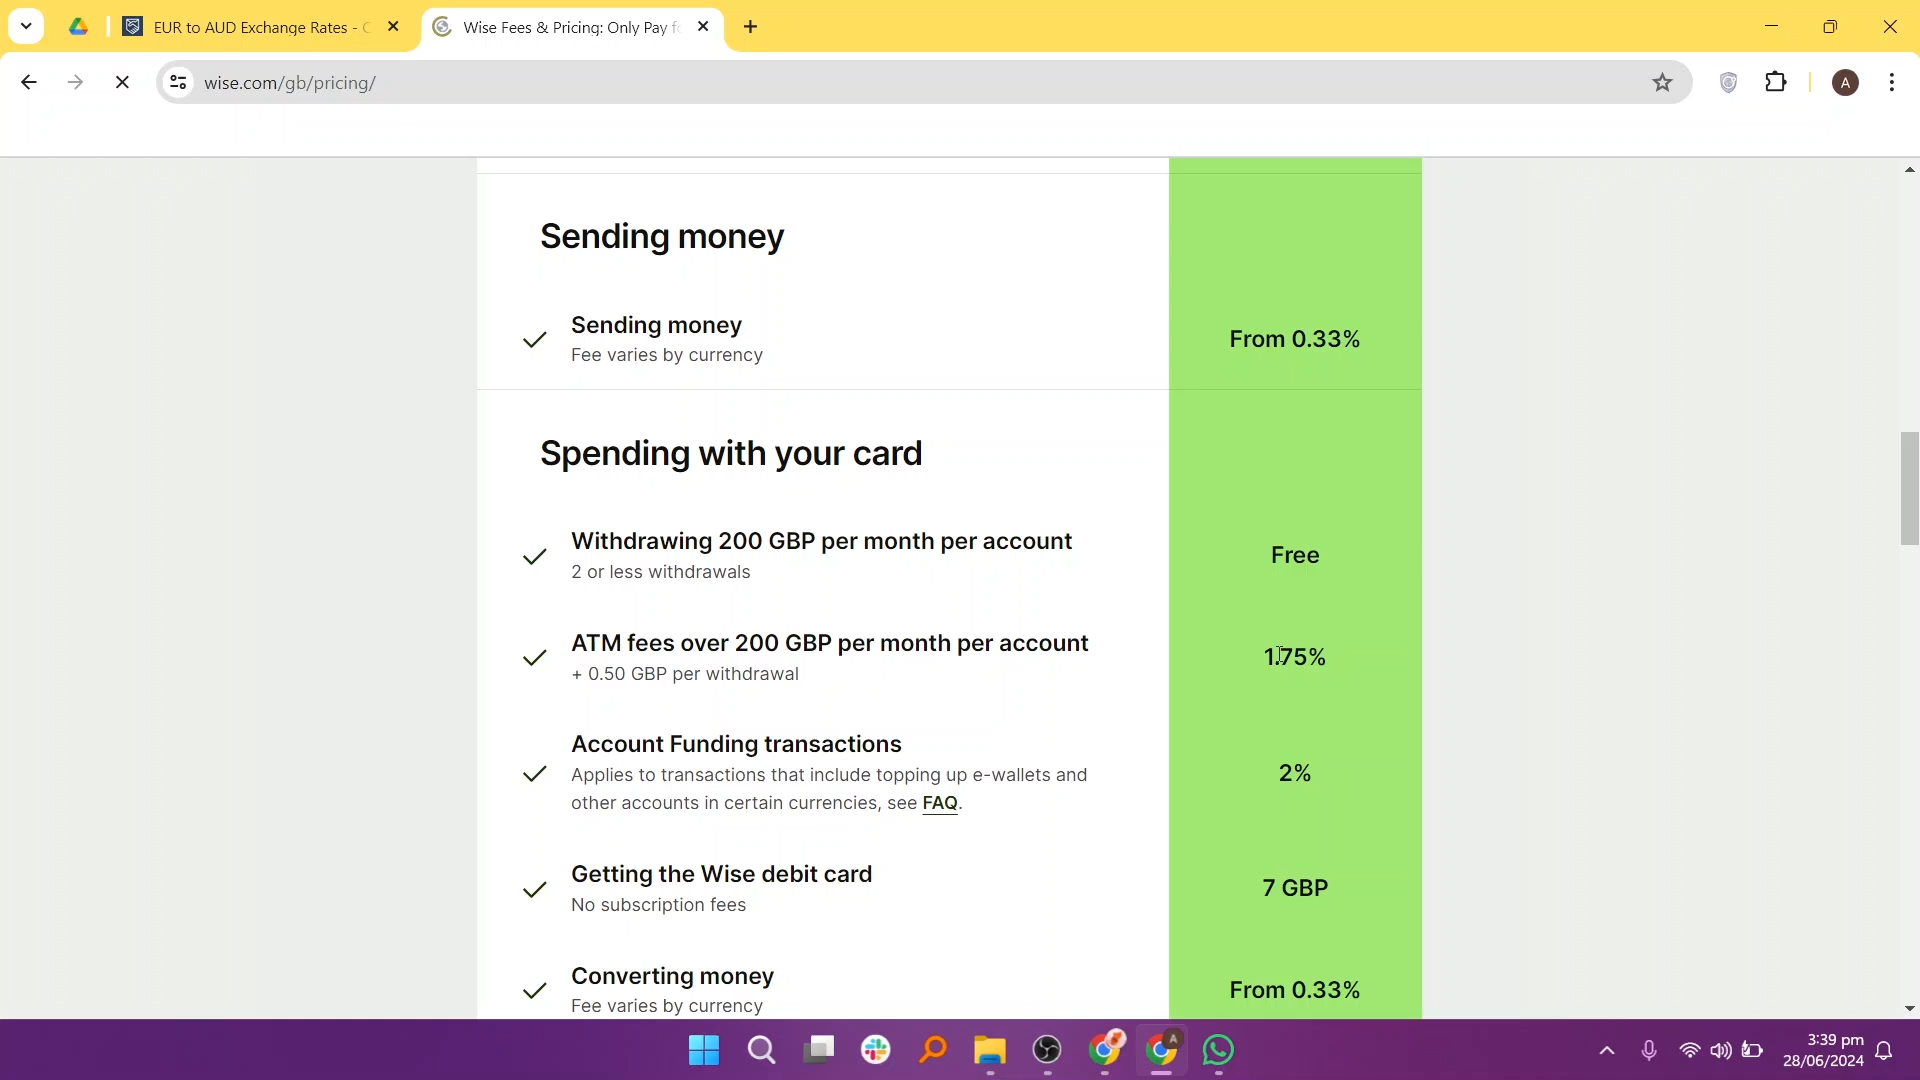 EUR to AUD Exchange Rates -
Wise Fees & Pricing: Only Pay
wise.com/gb/pricing/
A
Sending money
Sending money
Fee varies by currency
From 0.33%
Spending with your card
Withdrawing 200 GBP per month per account
2 or less withdrawals
Free
ATM fees over 200 GBP per month per account
+ 0.50 GBP per withdrawal
1.75%
Account Funding transactions
Applies to transactions that include topping up e-wallets and
other accounts in certain currencies, see FAQ.
2%
Getting the Wise debit card
No subscription fees
7 GBP
Converting money
Fee varies by currency
From 0.33%
A
3:39 pm
28/06/2024